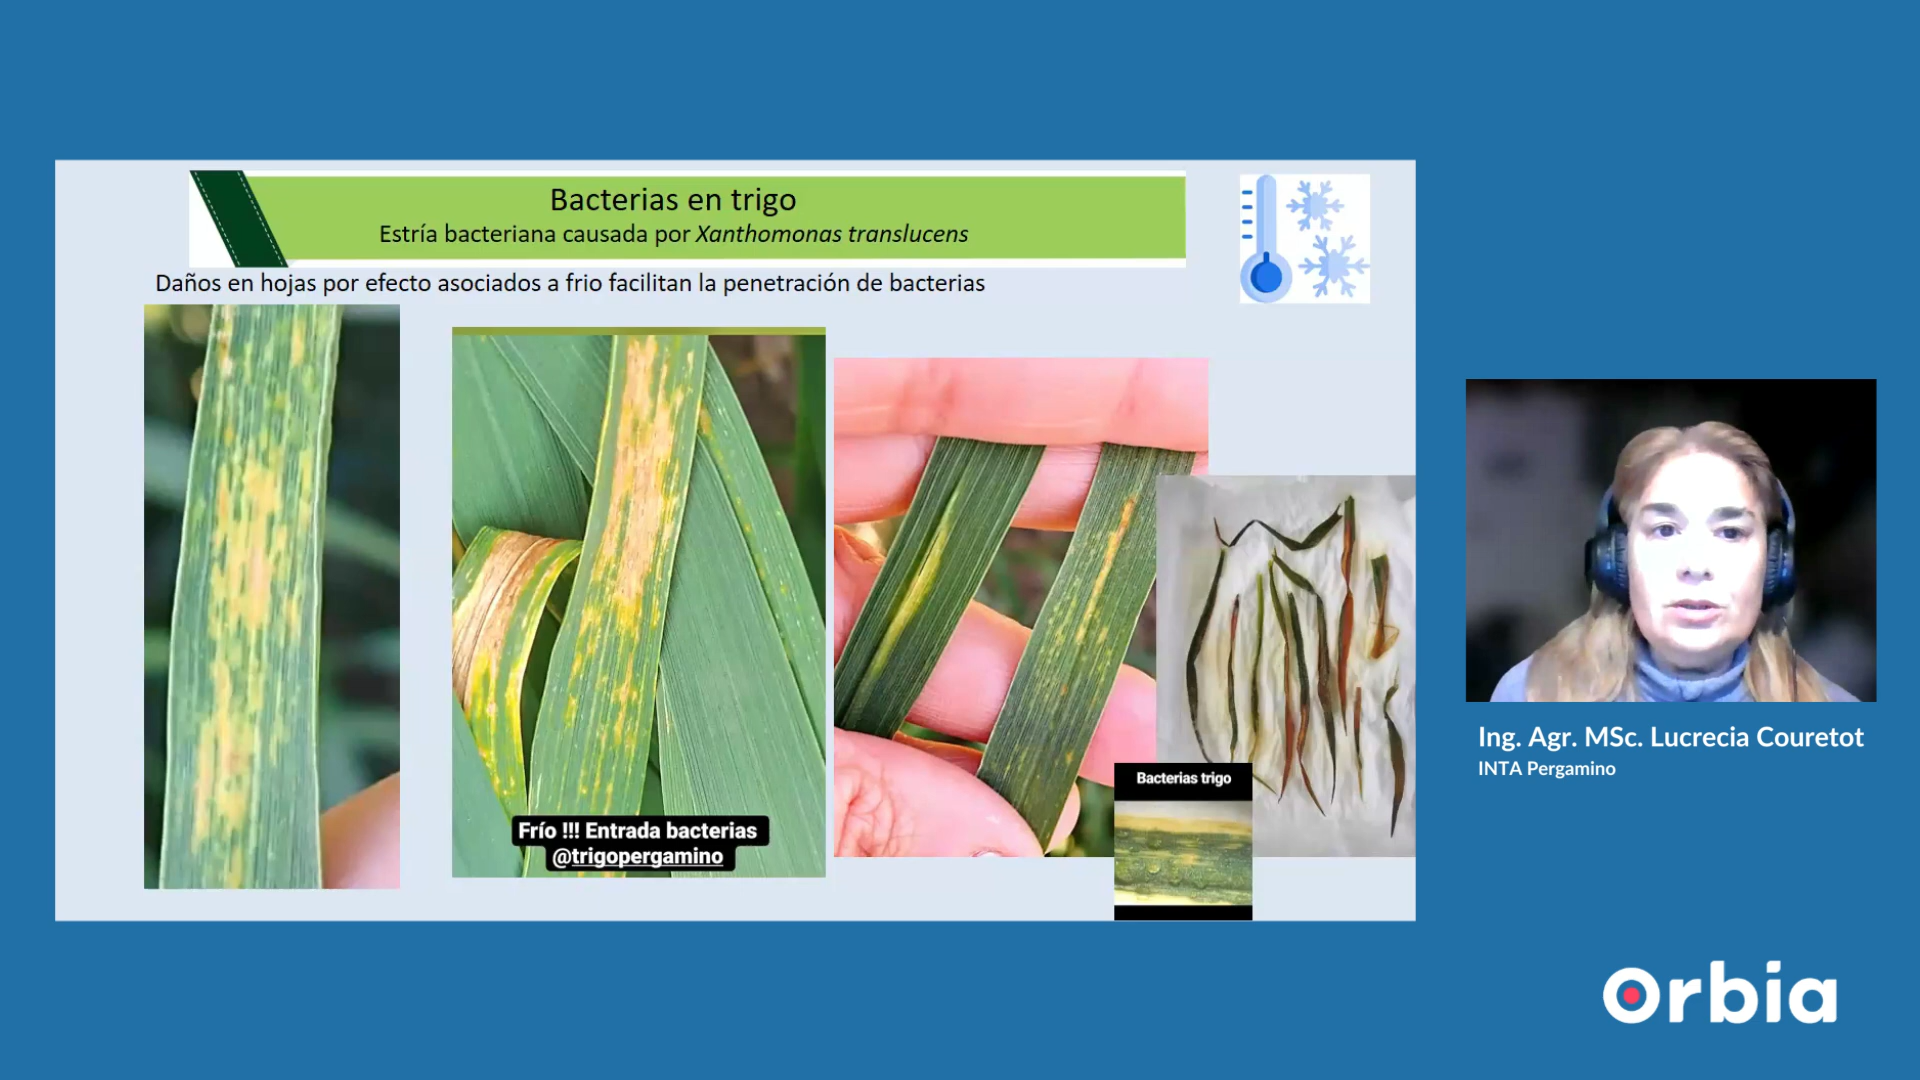 Bacterias en trigo
Estría bacteriana causada por Xanthomonas translucens
Daños en hojas por efecto asociados a frio facilitan la penetración de bacterias
Frío !!! Entrada bacterias
@trigopergamino
Bacterias trigo
Ing. Agr. MSc. Lucrecia Couretot
INTA Pergamino
Orbia